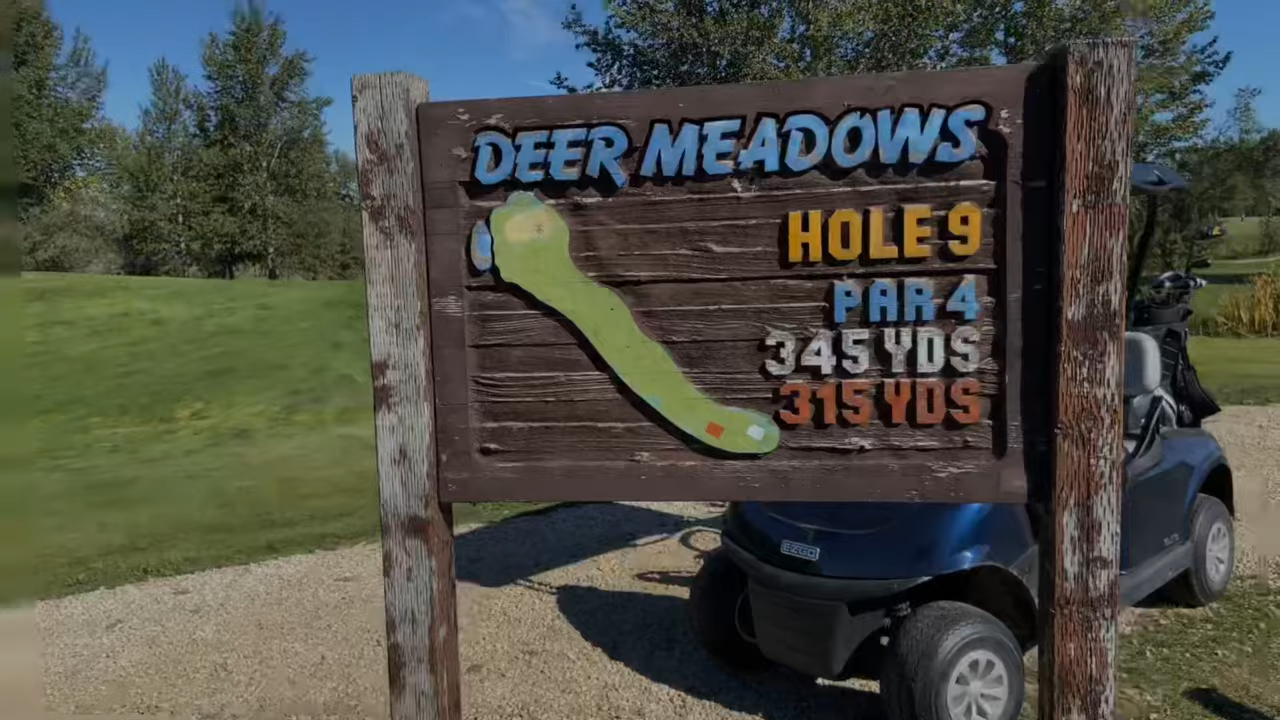 DEER MEADOWS
HOLE 9
PAR 4
345 YDS
315 YDS
EZGO